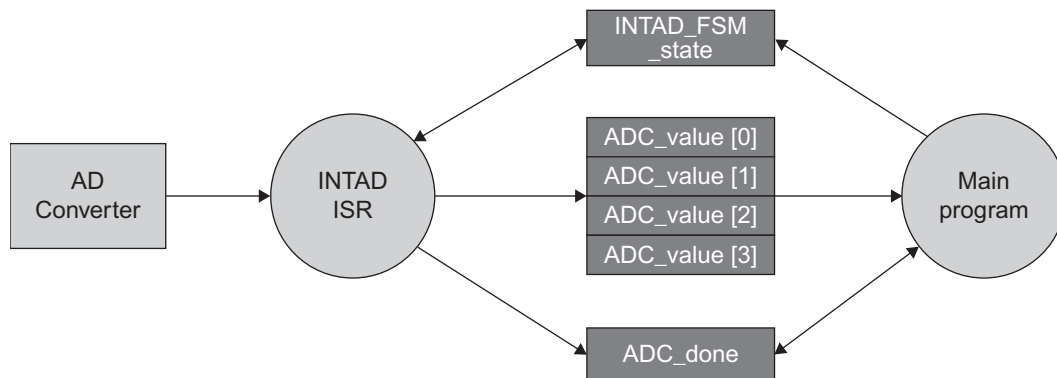 INTAD_FSM
_state
AD
Converter
INTAD
ISR
ADC_value [0]
ADC_value [1]
ADC_value [2]
ADC_value [3]
Main
program
ADC_done